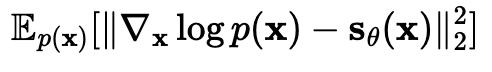 𝔼_{p(𝐱)}[‖∇_𝐱 log p(𝐱) − 𝐬_θ(𝐱)‖₂²]